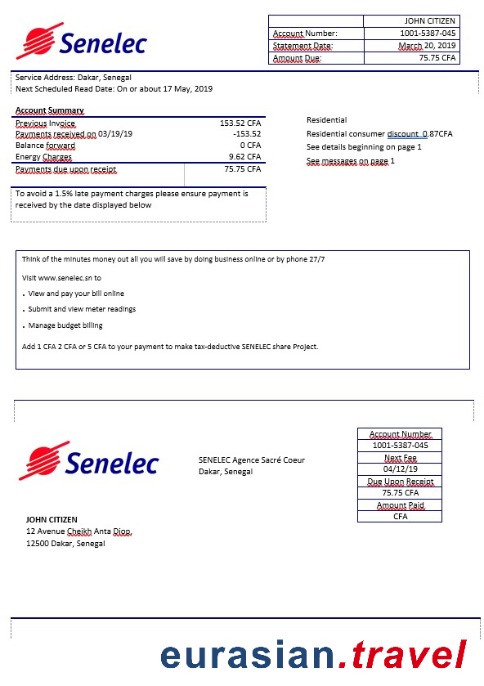 Senelec
JOHN CITIZEN
Account Number: 1001-5387-045
Statement Date: March 20, 2019
Amount Due: 75.75 CFA
Service Address: Dakar, Senegal
Next Scheduled Read Date: On or about 17 May, 2019
Account Summary
Previous Invoice 153.52 CFA
Payments received on 03/19/19 -153.52
Balance forward 0 CFA
Energy Charges 9.62 CFA
Payments due upon receipt 75.75 CFA
To avoid a 1.5% late payment charges please ensure payment is
received by the date displayed below
Residential
Residential consumer discount 0.87CFA
See details beginning on page 1
See messages on page 1
Think of the minutes money out all you will save by doing business online or by phone 27/7
Visit www.senelec.sn to
. View and pay your bill online
. Submit and view meter readings
. Manage budget billing
Add 1 CFA 2 CFA or 5 CFA to your payment to make tax-deductive SENELEC share Project.
Senelec
SENELEC Agence Sacré Coeur
Dakar, Senegal
Account Number
1001-5387-045
Next Fee
04/12/19
Due Upon Receipt
75.75 CFA
Amount Paid
CFA
JOHN CITIZEN
12 Avenue Cheikh Anta Diop,
12500 Dakar, Senegal
eurasian.travel